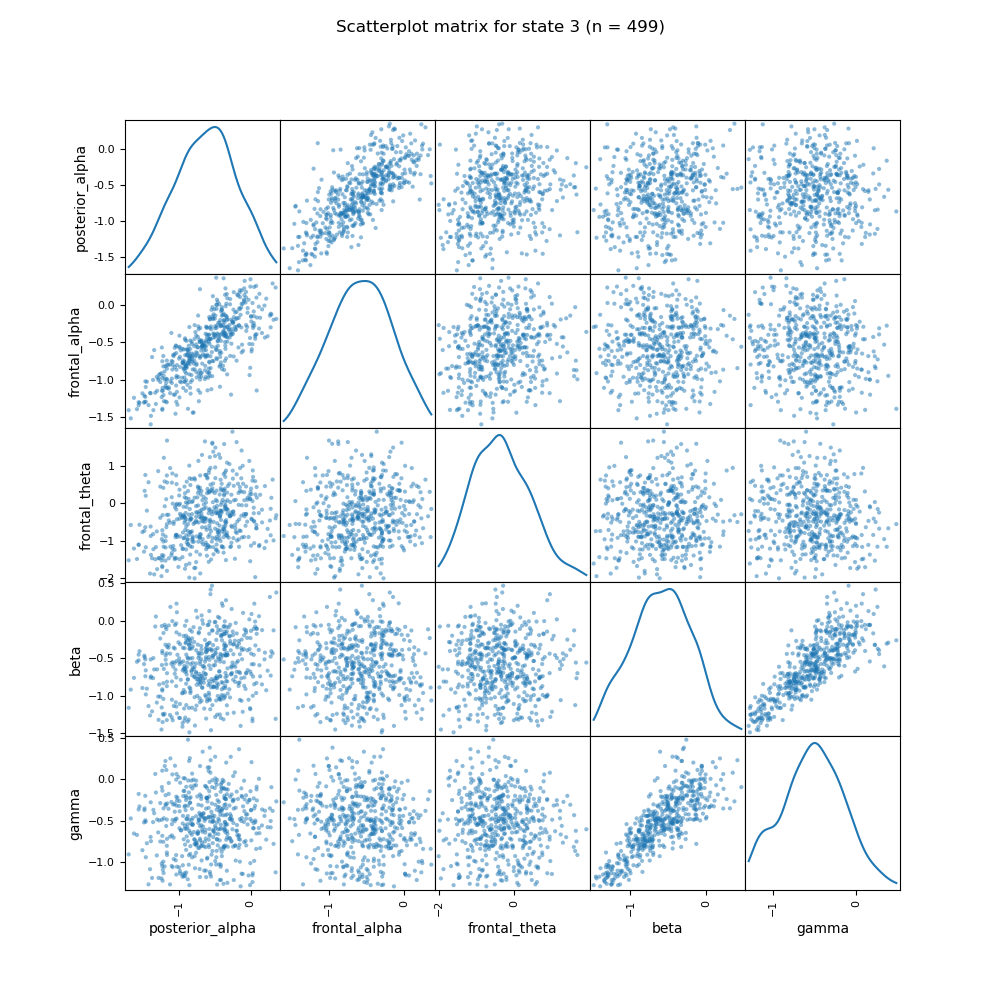 Scatterplot matrix for state 3 (n = 499)
posterior_alpha
0.0
−0.5
−1.0
−1.5
frontal_alpha
0.0
−0.5
−1.0
−1.5
frontal_theta
1
0
−1
−2
beta
0.5
0.0
−0.5
−1.0
−1.5
gamma
0.5
0.0
−0.5
−1.0
−1 0 −1 0 −2 0 −1 0 −1 0
posterior_alpha frontal_alpha frontal_theta beta gamma